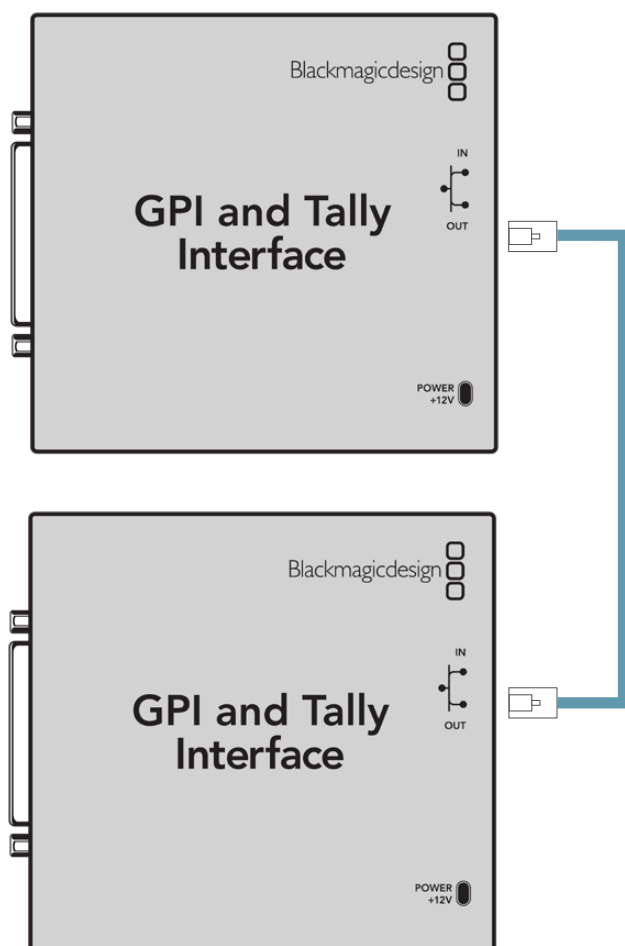 Blackmagicdesign
IN
GPI and Tally
Interface
OUT
POWER
+12V
Blackmagicdesign
IN
GPI and Tally
Interface
OUT
POWER
+12V